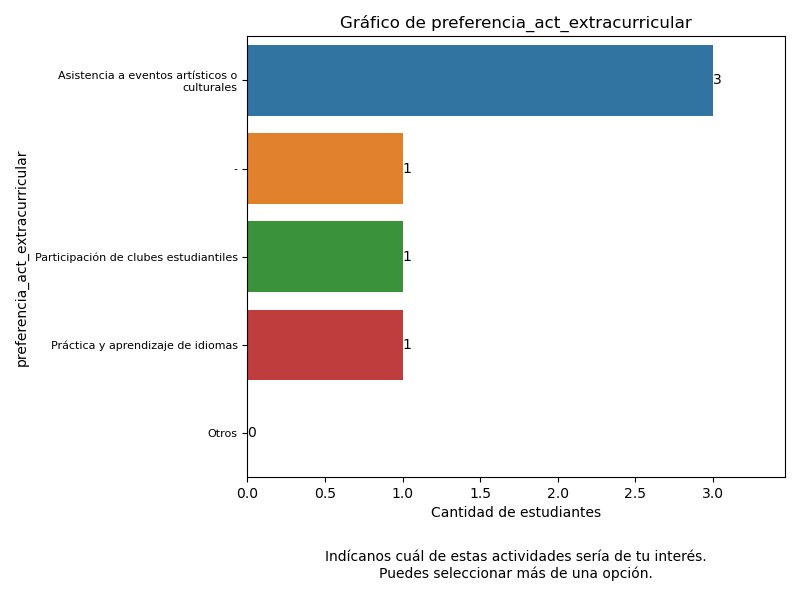 Gráfico de preferencia_act_extracurricular
preferencia_act_extracurricular
Asistencia a eventos artísticos o
culturales
3
-
1
Participación de clubes estudiantiles
1
Práctica y aprendizaje de idiomas
1
Otros
0
0.0 0.5 1.0 1.5 2.0 2.5 3.0
Cantidad de estudiantes
Indícanos cuál de estas actividades sería de tu interés.
Puedes seleccionar más de una opción.